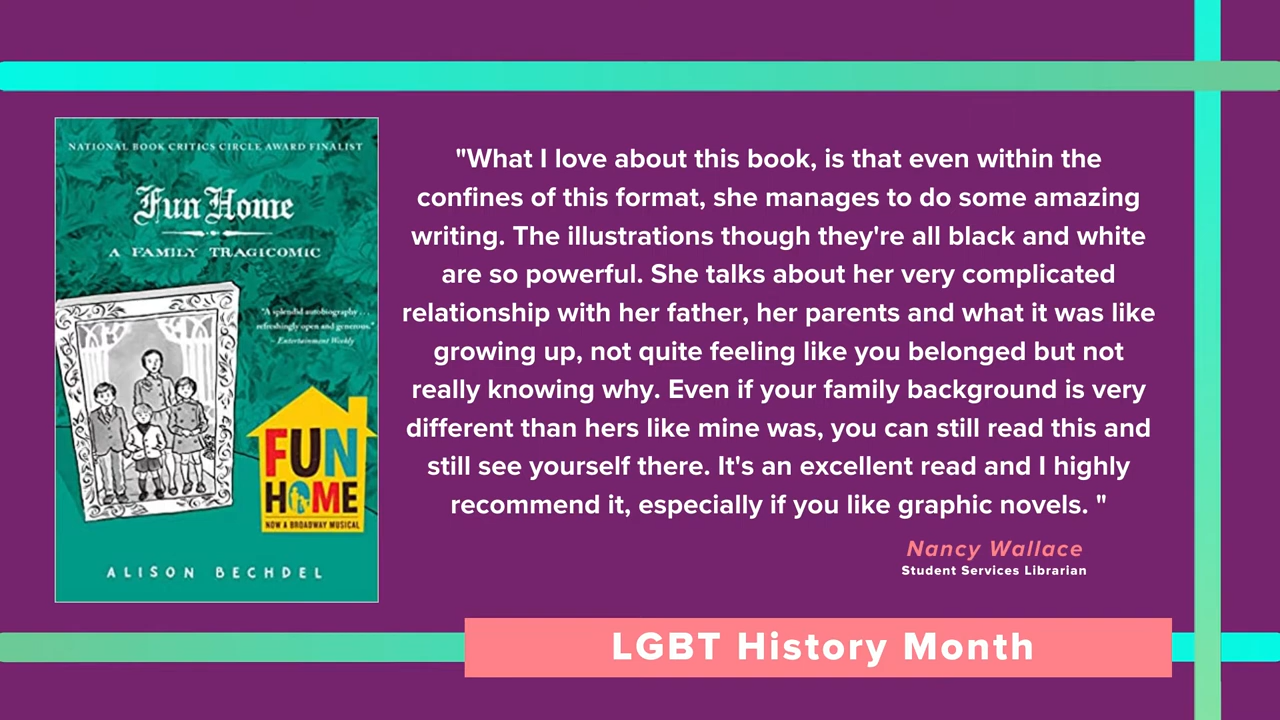 NATIONAL BOOK CRITICS CIRCLE AWARD FINALIST
Fun Home
A FAMILY TRAGICOMIC
"A splendid autobiography . . .
refreshingly open and generous."
– Entertainment Weekly
FUN
HOME
NOW A BROADWAY MUSICAL
ALISON BECHDEL
"What I love about this book, is that even within the
confines of this format, she manages to do some amazing
writing. The illustrations though they're all black and white
are so powerful. She talks about her very complicated
relationship with her father, her parents and what it was like
growing up, not quite feeling like you belonged but not
really knowing why. Even if your family background is very
different than hers like mine was, you can still read this and
still see yourself there. It's an excellent read and I highly
recommend it, especially if you like graphic novels. "
Nancy Wallace
Student Services Librarian
LGBT History Month